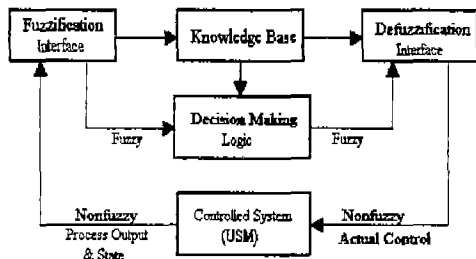 Fuzzification
Interface
Knowledge Base
Defuzzification
Interface
Decision Making
Logic
Fuzzy
Fuzzy
Nonfuzzy
Process Output
& State
Controlled System
(USM)
Nonfuzzy
Actual Control